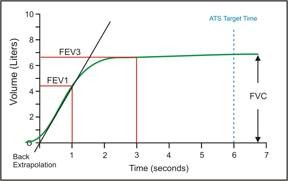 10
ATS Target Time
8
FEV3
6
FEV1
4
FVC
2
0
0
1
2
3
4
5
6
7
Back
Extrapolation
Time (seconds)
Volume (Liters)